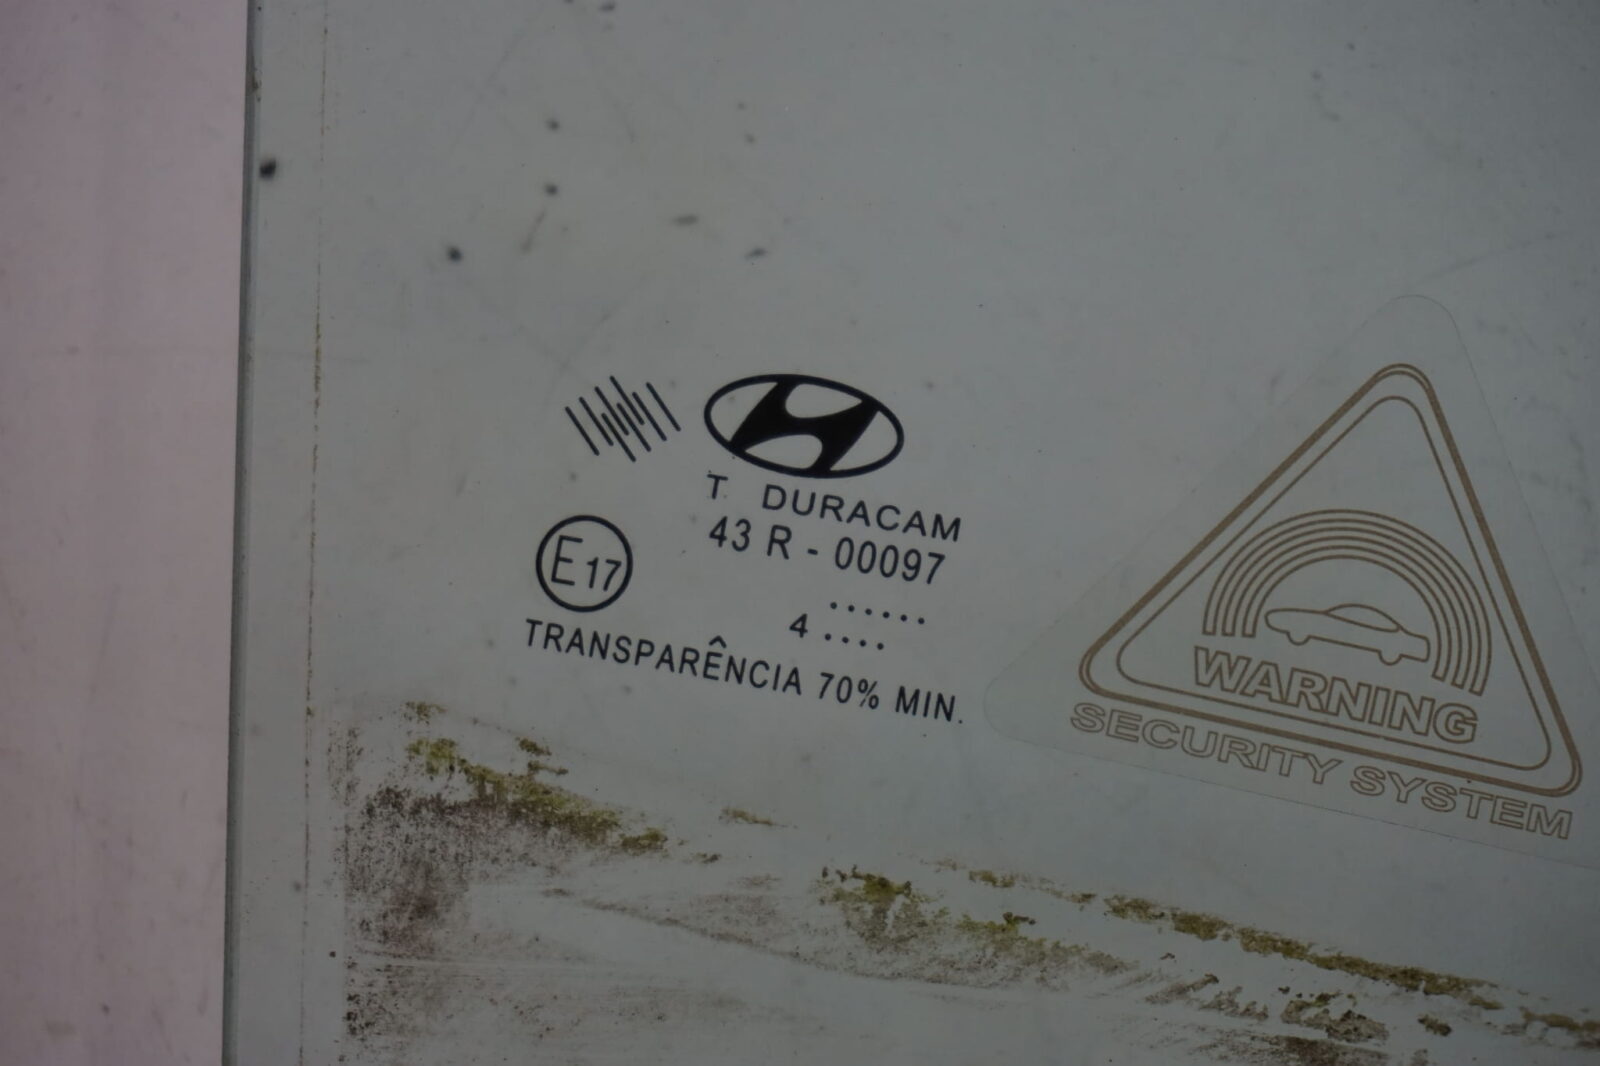 T. DURACAM
43 R - 00097
E17
......
4 ....
TRANSPARÊNCIA 70% MIN.
WARNING
SECURITY SYSTEM